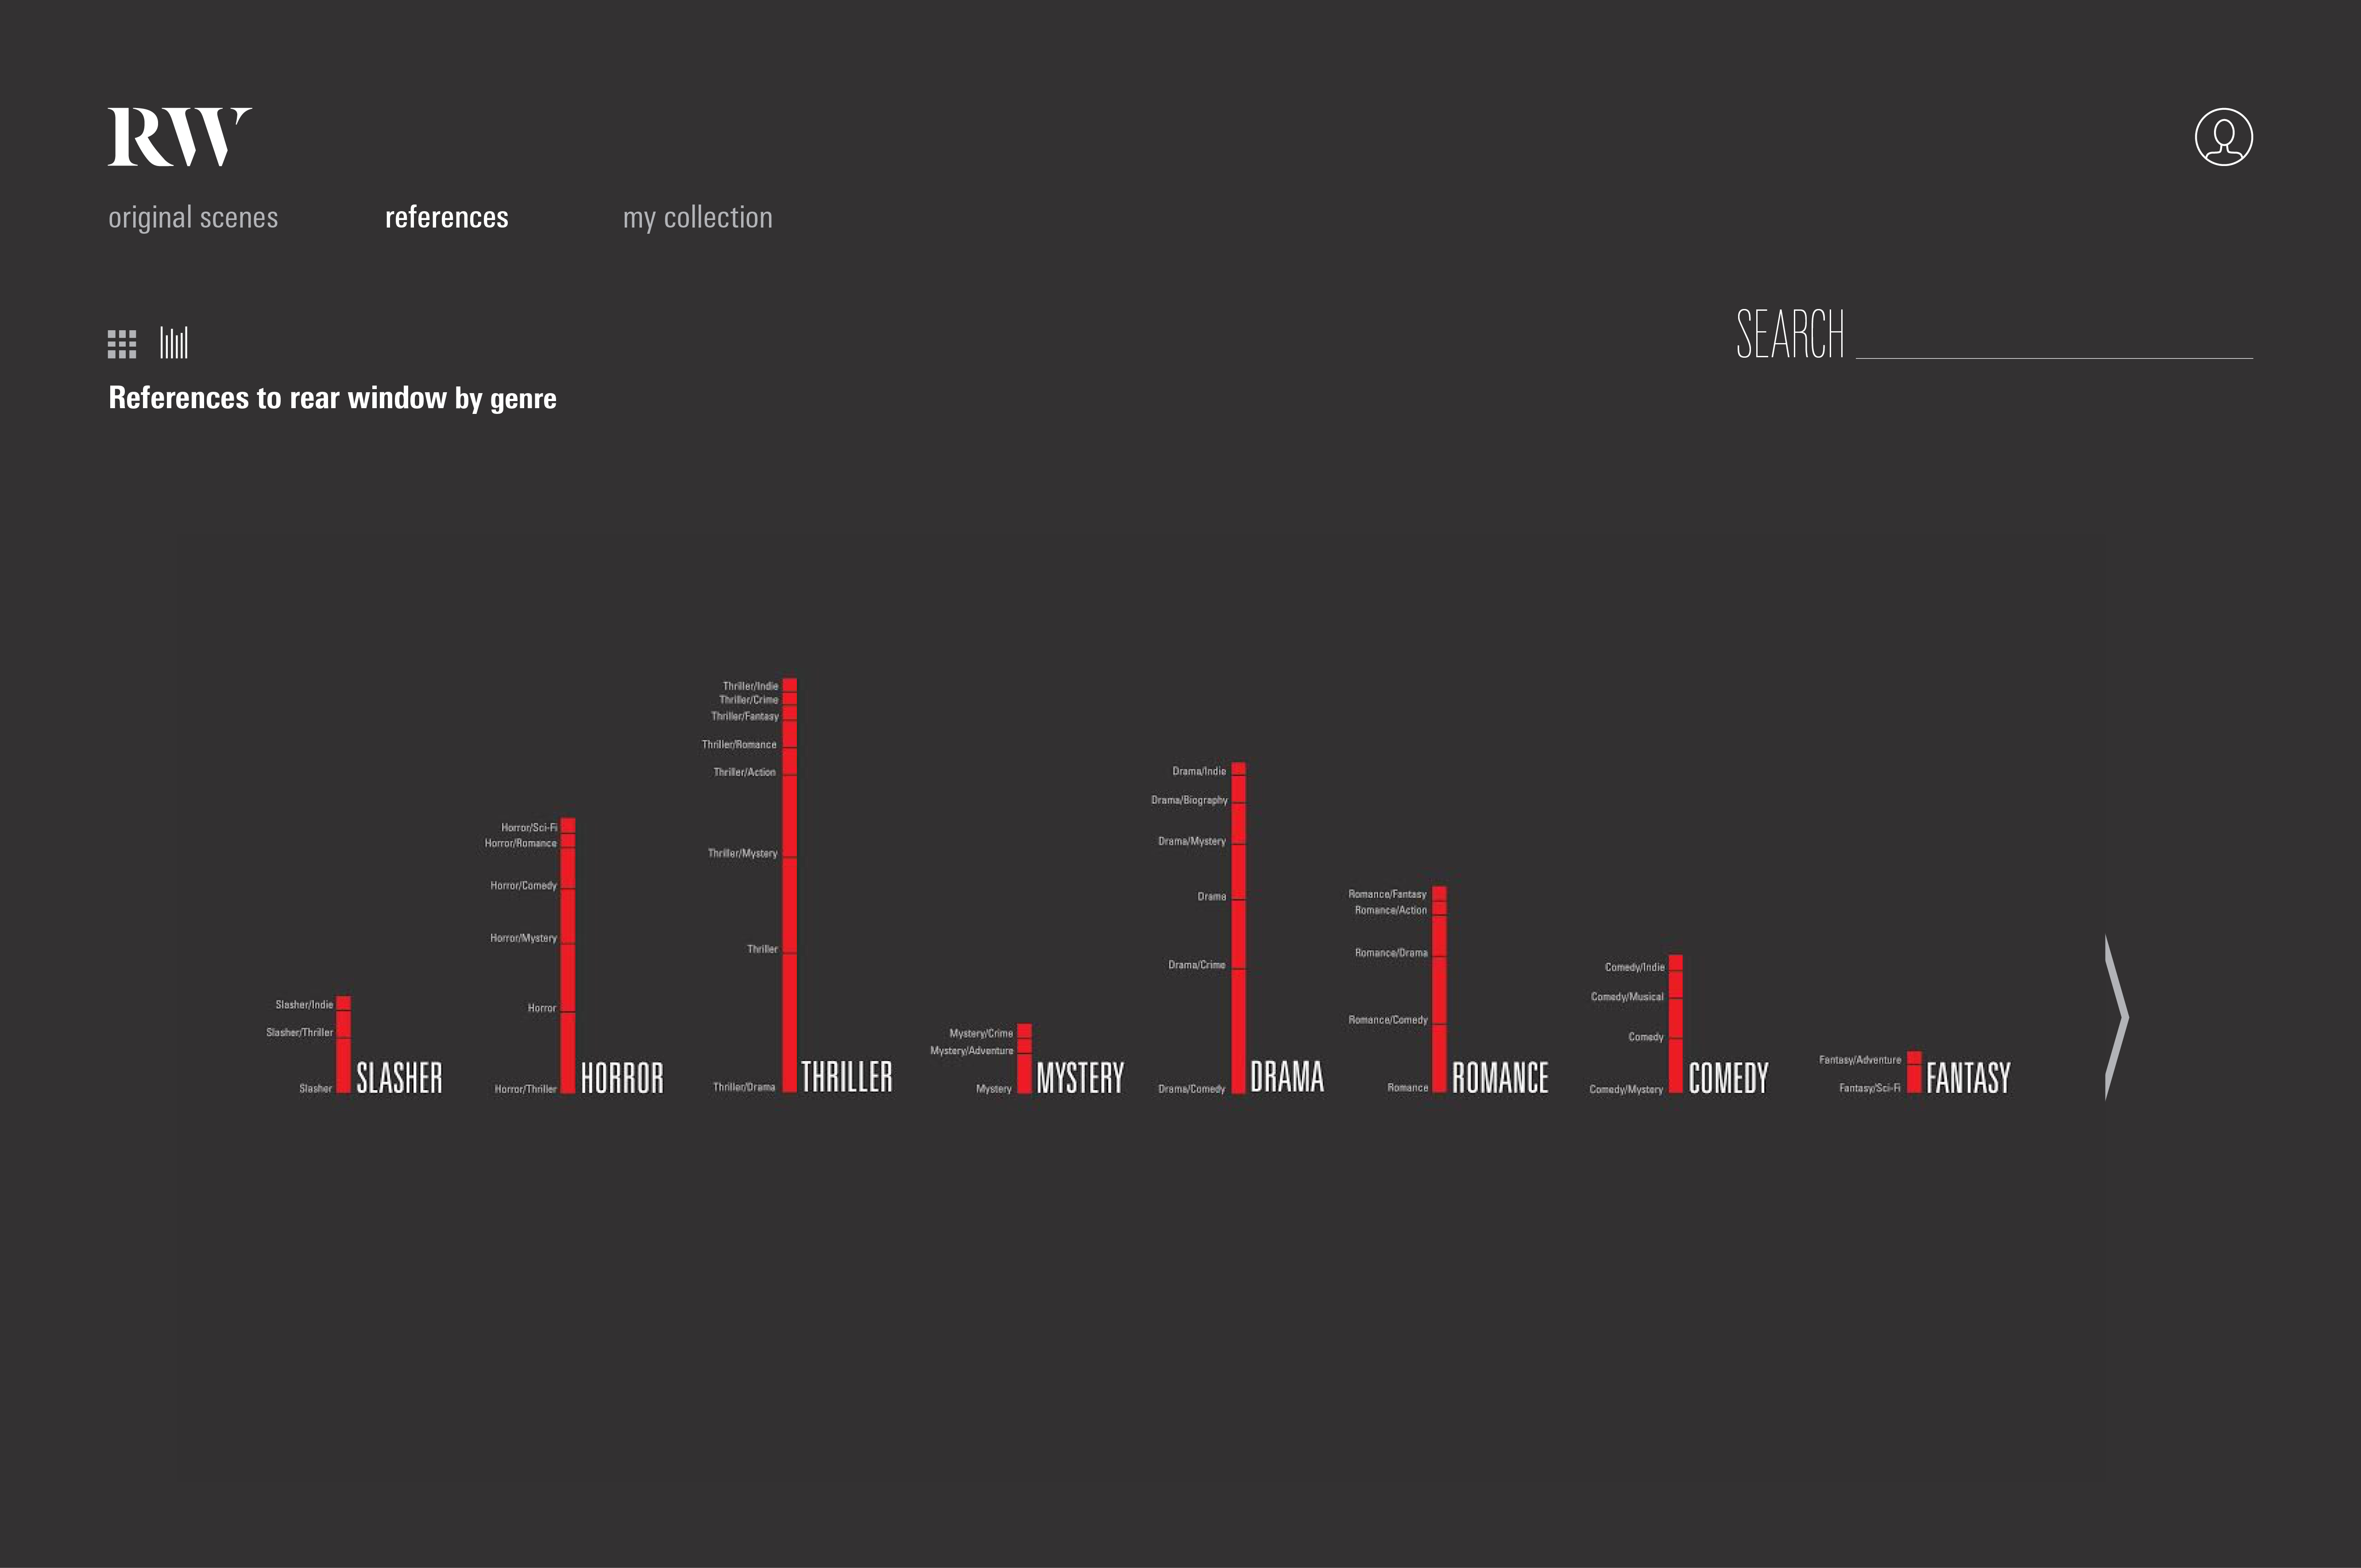 RW
original scenes references my collection
SEARCH
References to rear window by genre
Slasher/Indie
Slasher/Thriller
Slasher
SLASHER
Horror/Sci-Fi
Horror/Romance
Horror/Comedy
Horror/Mystery
Horror
Horror/Thriller
HORROR
Thriller/Indie
Thriller/Crime
Thriller/Fantasy
Thriller/Romance
Thriller/Action
Thriller/Mystery
Thriller
Thriller/Drama
THRILLER
Mystery/Crime
Mystery/Adventure
Mystery
MYSTERY
Drama/Indie
Drama/Biography
Drama/Mystery
Drama
Drama/Crime
Drama/Comedy
DRAMA
Romance/Fantasy
Romance/Action
Romance/Drama
Romance/Comedy
Romance
ROMANCE
Comedy/Indie
Comedy/Musical
Comedy
Comedy/Mystery
COMEDY
Fantasy/Adventure
Fantasy/Sci-Fi
FANTASY